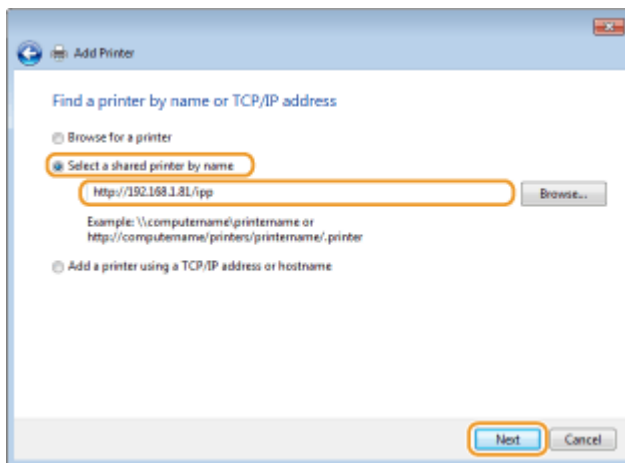 Add Printer
Find a printer by name or TCP/IP address
Browse for a printer
Select a shared printer by name
http://192.168.1.81/ipp
Browse...
Example: \\computername\printername or
http://computername/printers/printername/.printer
Add a printer using a TCP/IP address or hostname
Next
Cancel